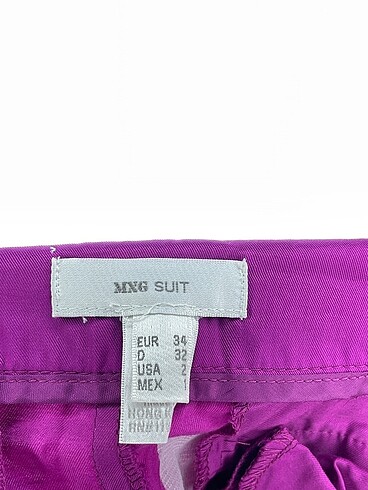 MNG SUIT
EUR 34
D 32
USA 2
MEX 1